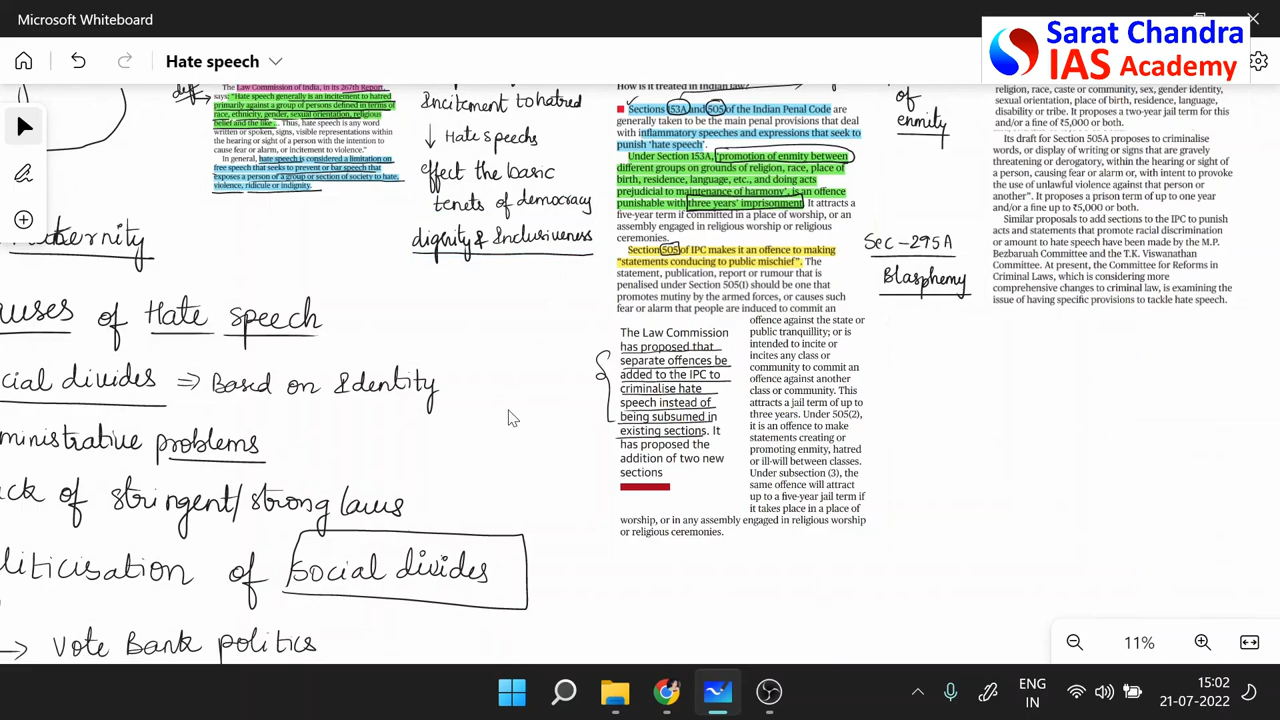 Microsoft Whiteboard
Sarat Chandra
IAS Academy
Hate speech
diff
The Law Commission of India, in its 267th Report,
says: "Hate speech generally is an incitement to hatred
primarily against a group of persons defined in terms of
race, ethnicity, gender, sexual orientation, religious
belief and the like... Thus, hate speech is any word
written or spoken, signs, visible representations within
the hearing or sight of a person with the intention to
cause fear or alarm, or incitement to violence."
In general, hate speech is considered a limitation on
free speech that seeks to prevent or bar speech that
exposes a person of a group or section of society to hate,
violence, ridicule or indignity.
Incitement to hatred
↓ Hate speechs
effect the basic
tenets of democracy
dignity & Inclusiveness
uses of Hate speech
cial divides ⇒ Based on Identity
ministrative problems
ack of stringent/strong laws
liticisation of social divides
→ Vote Bank politics
How is it treated in Indian law?
Sections 153A and 505 of the Indian Penal Code are
generally taken to be the main penal provisions that deal
with inflammatory speeches and expressions that seek to
punish 'hate speech'.
Under Section 153A, 'promotion of enmity between
different groups on grounds of religion, race, place of
birth, residence, language, etc., and doing acts
prejudicial to maintenance of harmony', is an offence
punishable with three years' imprisonment. It attracts a
five-year term if committed in a place of worship, or an
assembly engaged in religious worship or religious
ceremonies.
Section 505 of IPC makes it an offence to making
"statements conducing to public mischief". The
statement, publication, report or rumour that is
penalised under Section 505(1) should be one that
promotes mutiny by the armed forces, or causes such
fear or alarm that people are induced to commit an
offence against the state or
public tranquillity; or is
intended to incite or
incites any class or
community to commit an
offence against another
class or community. This
attracts a jail term of up to
three years. Under 505(2),
it is an offence to make
statements creating or
promoting enmity, hatred
or ill-will between classes.
Under subsection (3), the
same offence will attract
up to a five-year jail term if
it takes place in a place of
worship, or in any assembly engaged in religious worship
or religious ceremonies.
The Law Commission
has proposed that
separate offences be
added to the IPC to
criminalise hate
speech instead of
being subsumed in
existing sections. It
has proposed the
addition of two new
sections
of
enmity
Sec - 295A
Blasphemy
religion, race, caste or community, sex, gender identity,
sexual orientation, place of birth, residence, language,
disability or tribe. It proposes a two-year jail term for
this and/or a fine of ₹5,000 or both.
Its draft for Section 505A proposes to criminalise
words, or display of writing or signs that are gravely
threatening or derogatory, within the hearing or sight of
a person, causing fear or alarm or, with intent to provoke
the use of unlawful violence against that person or
another". It proposes a prison term of up to one year
and/or a fine up to ₹5,000 or both.
Similar proposals to add sections to the IPC to punish
acts and statements that promote racial discrimination
or amount to hate speech have been made by the M.P.
Bezbaruah Committee and the T.K. Viswanathan
Committee. At present, the Committee for Reforms in
Criminal Laws, which is considering more
comprehensive changes to criminal law, is examining the
issue of having specific provisions to tackle hate speech.
11%
ENG
IN
15:02
21-07-2022